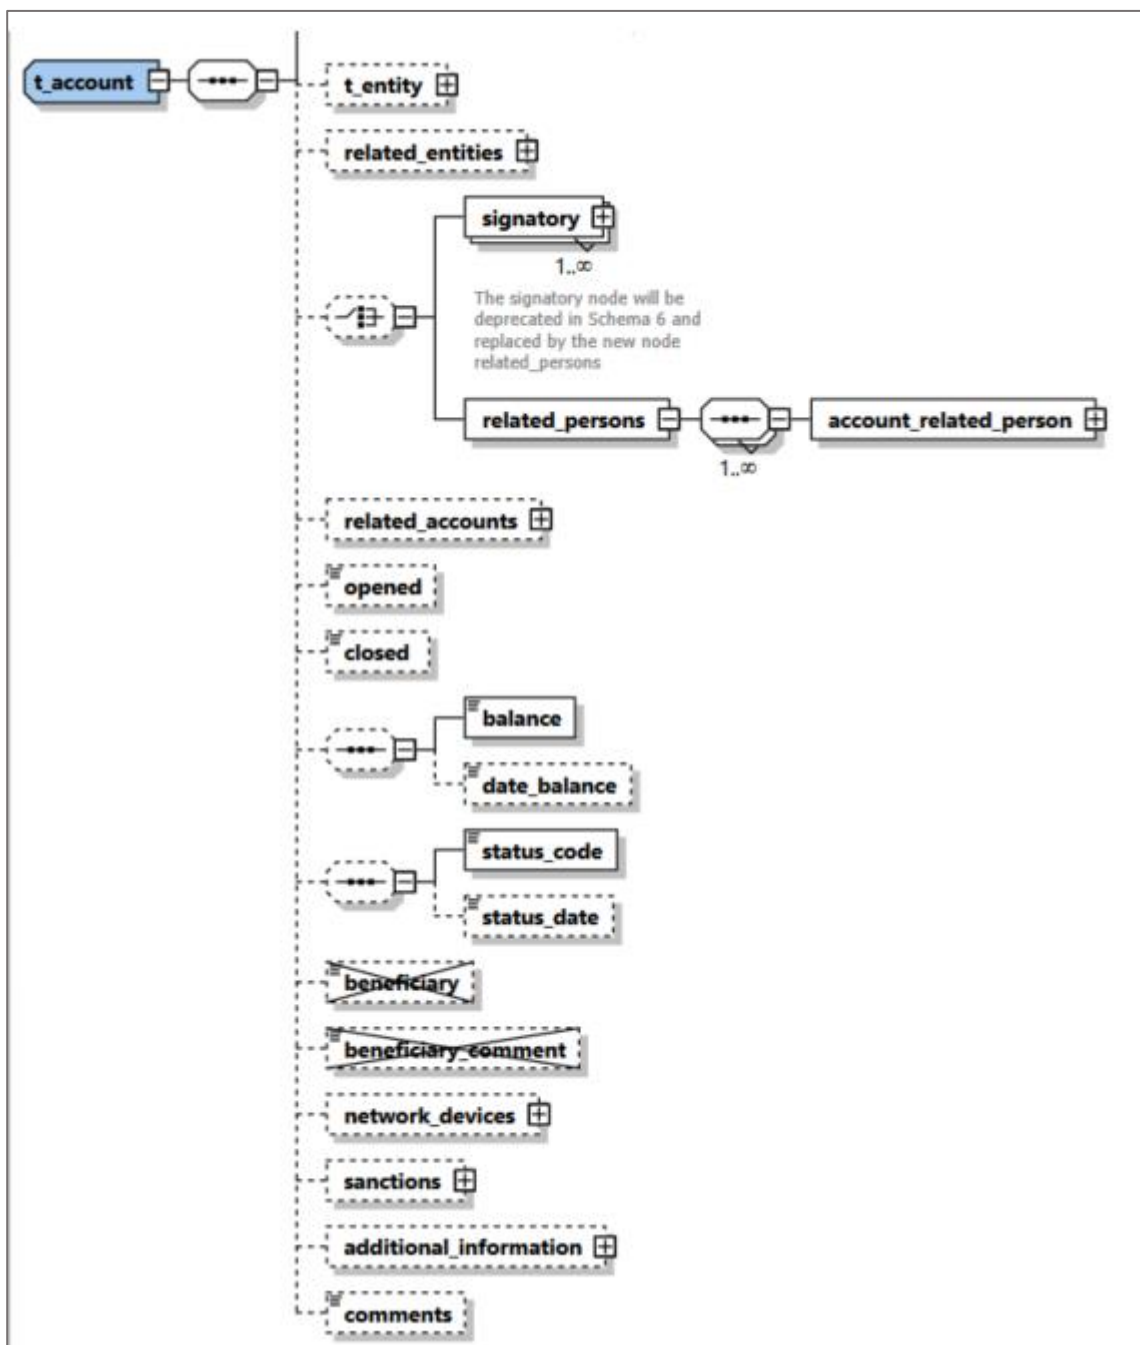 t_account
t_entity
related_entities
signatory
1..∞
The signatory node will be
deprecated in Schema 6 and
replaced by the new node
related_persons
related_persons
account_related_person
1..∞
related_accounts
opened
closed
balance
date_balance
status_code
status_date
beneficiary
beneficiary_comment
network_devices
sanctions
additional_information
comments